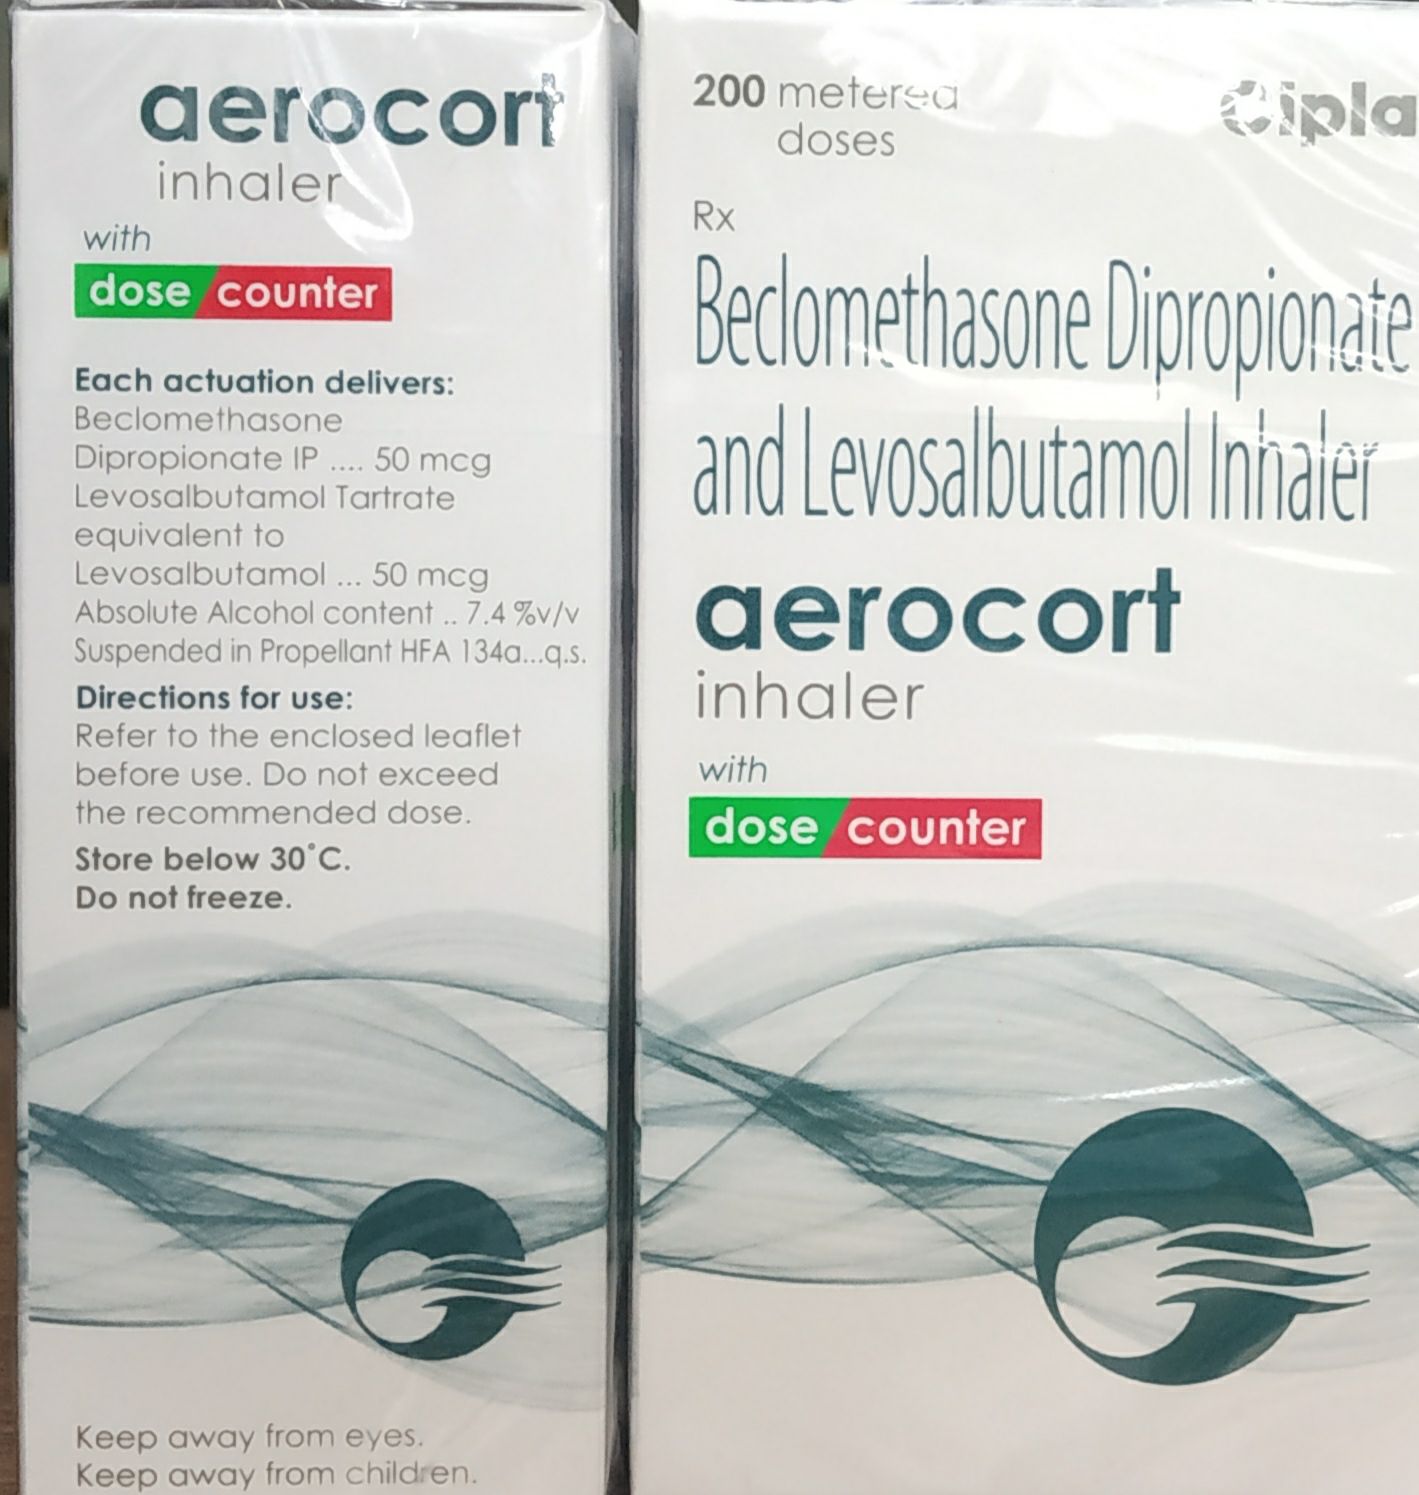 aerocort
inhaler
with
dose counter
Each actuation delivers:
Beclomethasone
Dipropionate IP .... 50 mcg
Levosalbutamol Tartrate
equivalent to
Levosalbutamol ... 50 mcg
Absolute Alcohol content .. 7.4 %v/v
Suspended in Propellant HFA 134a...q.s.
Directions for use:
Refer to the enclosed leaflet
before use. Do not exceed
the recommended dose.
Store below 30°C.
Do not freeze.
Keep away from eyes.
Keep away from children.
200 metered
doses
Cipla
Rx
Beclomethasone Dipropionate
and Levosalbutamol Inhaler
aerocort
inhaler
with
dose counter